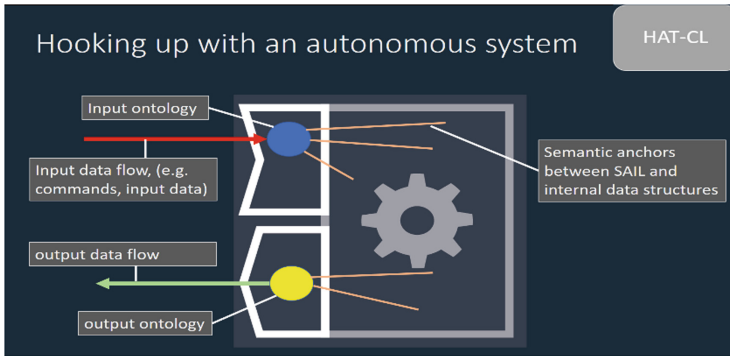 Hooking up with an autonomous system
HAT-CL
Input ontology
Input data flow, (e.g.
commands, input data)
Semantic anchors
between SAIL and
internal data structures
output data flow
output ontology